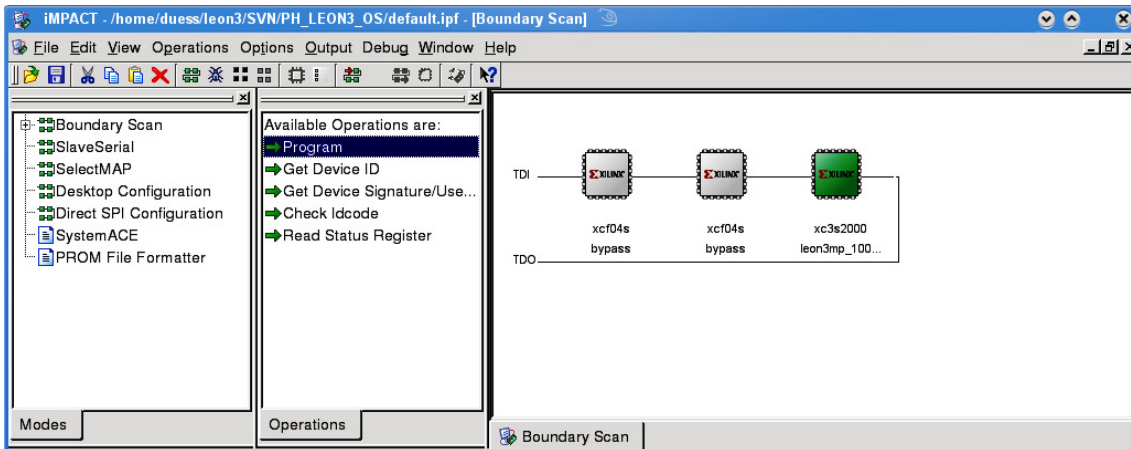 iMPACT - /home/duess/leon3/SVN/PH_LEON3_OS/default.ipf - [Boundary Scan]
File Edit View Operations Options Output Debug Window Help
Boundary Scan
SlaveSerial
SelectMAP
Desktop Configuration
Direct SPI Configuration
SystemACE
PROM File Formatter
Modes
Available Operations are:
Program
Get Device ID
Get Device Signature/Use...
Check Idcode
Read Status Register
Operations
TDI
XILINX
XILINX
XILINX
xcf04s
xcf04s
xc3s2000
bypass
bypass
leon3mp_100...
TDO
Boundary Scan